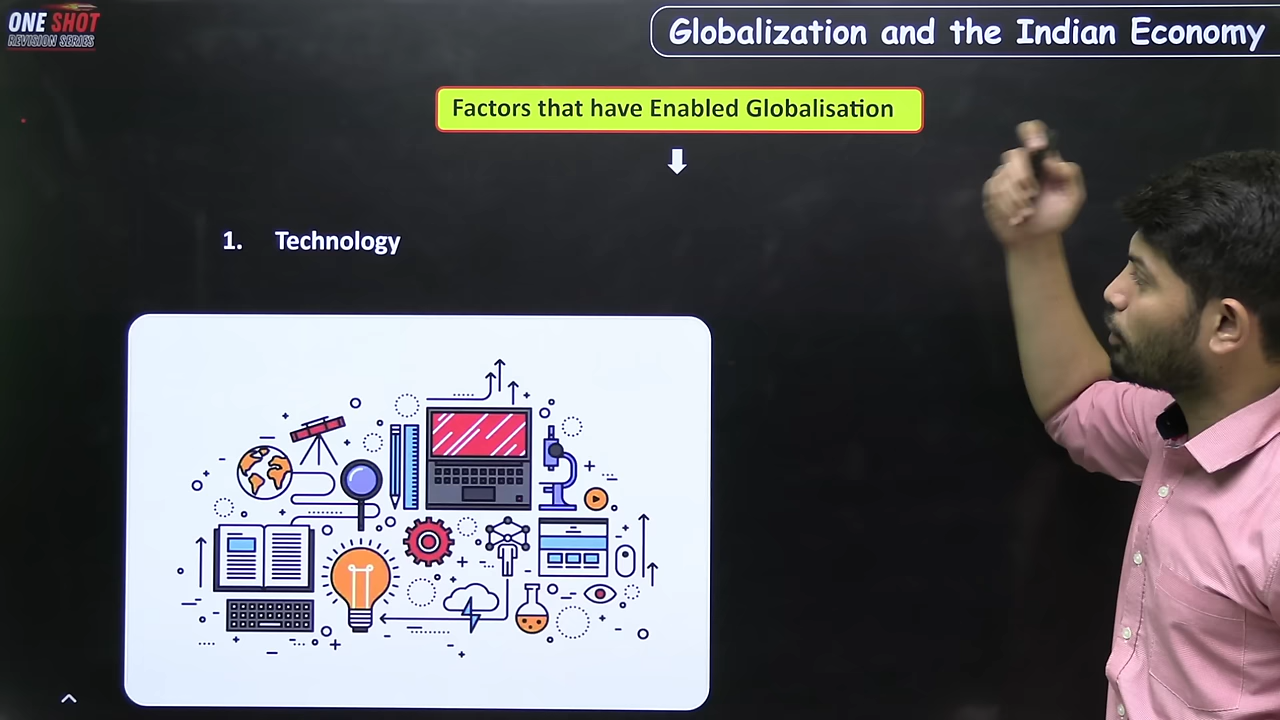 ONE SHOT
REVISION SERIES
Globalization and the Indian Economy
Factors that have Enabled Globalisation
1. Technology